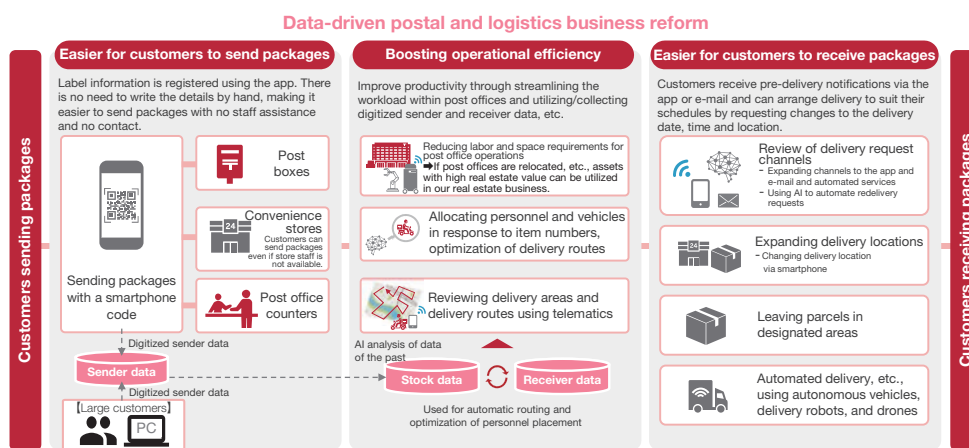 Data-driven postal and logistics business reform
Customers sending packages
Easier for customers to send packages
Label information is registered using the app. There
is no need to write the details by hand, making it
easier to send packages with no staff assistance
and no contact.
Sending packages
with a smartphone
code
Post
boxes
24
Convenience
stores
Customers can
send packages
even if store staff is
not available.
Post office
counters
Digitized sender data
Sender data
Digitized sender data
【Large customers】
PC
Boosting operational efficiency
Improve productivity through streamlining the
workload within post offices and utilizing/collecting
digitized sender and receiver data, etc.
Reducing labor and space requirements for
post office operations
➡If post offices are relocated, etc., assets
with high real estate value can be utilized
in our real estate business.
Allocating personnel and vehicles
in response to item numbers,
optimization of delivery routes
Reviewing delivery areas and
delivery routes using telematics
AI analysis of data
of the past
Stock data
Receiver data
Used for automatic routing and
optimization of personnel placement
Easier for customers to receive packages
Customers receive pre-delivery notifications via the
app or e-mail and can arrange delivery to suit their
schedules by requesting changes to the delivery
date, time and location.
Review of delivery request
channels
- Expanding channels to the app and
e-mail and automated services
- Using AI to automate redelivery
requests
24
Expanding delivery locations
- Changing delivery location
via smartphone
Leaving parcels in
designated areas
Automated delivery, etc.,
using autonomous vehicles,
delivery robots, and drones
Customers receiving packages